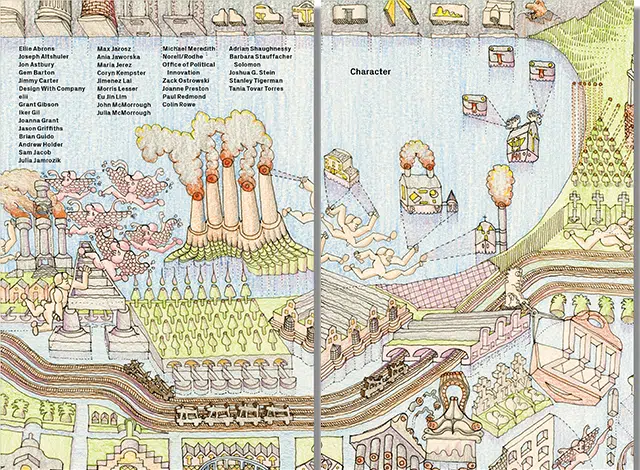 Ellie Abrons
Joseph Altshuler
Jon Astbury
Gem Barton
Jimmy Carter
Design With Company
elii
Grant Gibson
Iker Gil
Joanna Grant
Jason Griffiths
Brian Guido
Andrew Holder
Sam Jacob
Julia Jamrozik
Max Jarosz
Ania Jaworska
María Jerez
Coryn Kempster
Jimenez Lai
Morris Lesser
Eu Jin Lim
John McMorrough
Julia McMorrough
Michael Meredith
Norell/Rodhe
Office of Political
Innovation
Zack Ostrowski
Joanne Preston
Paul Redmond
Colin Rowe
Adrian Shaughnessy
Barbara Stauffacher
Solomon
Joshua G. Stein
Stanley Tigerman
Tania Tovar Torres
Character